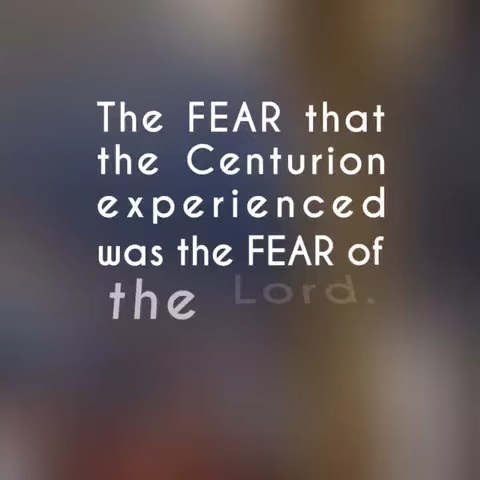 The FEAR that
the Centurion
experienced
was the FEAR of
the Lord.